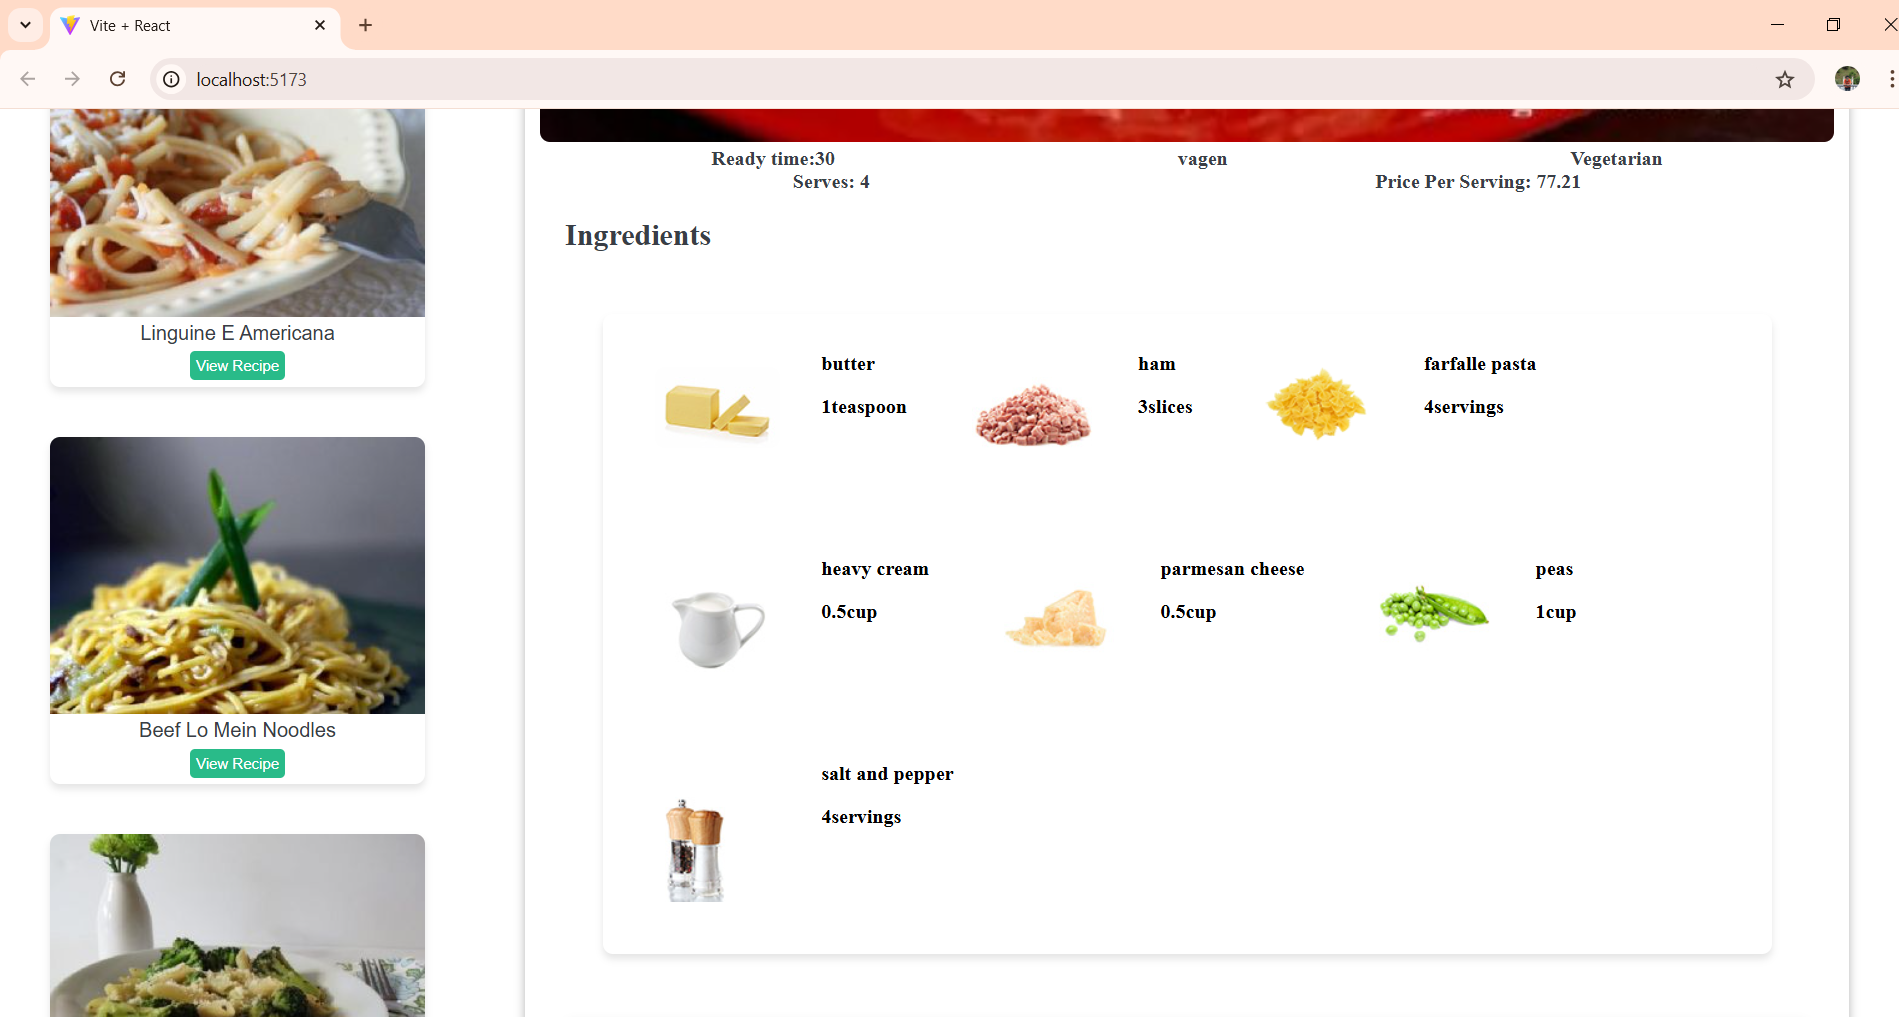 Vite + React
localhost:5173
Linguine E Americana
View Recipe
Beef Lo Mein Noodles
View Recipe
Ready time:30 vagen Vegetarian
Serves: 4 Price Per Serving: 77.21
Ingredients
butter
1teaspoon
ham
3slices
farfalle pasta
4servings
heavy cream
0.5cup
parmesan cheese
0.5cup
peas
1cup
salt and pepper
4servings